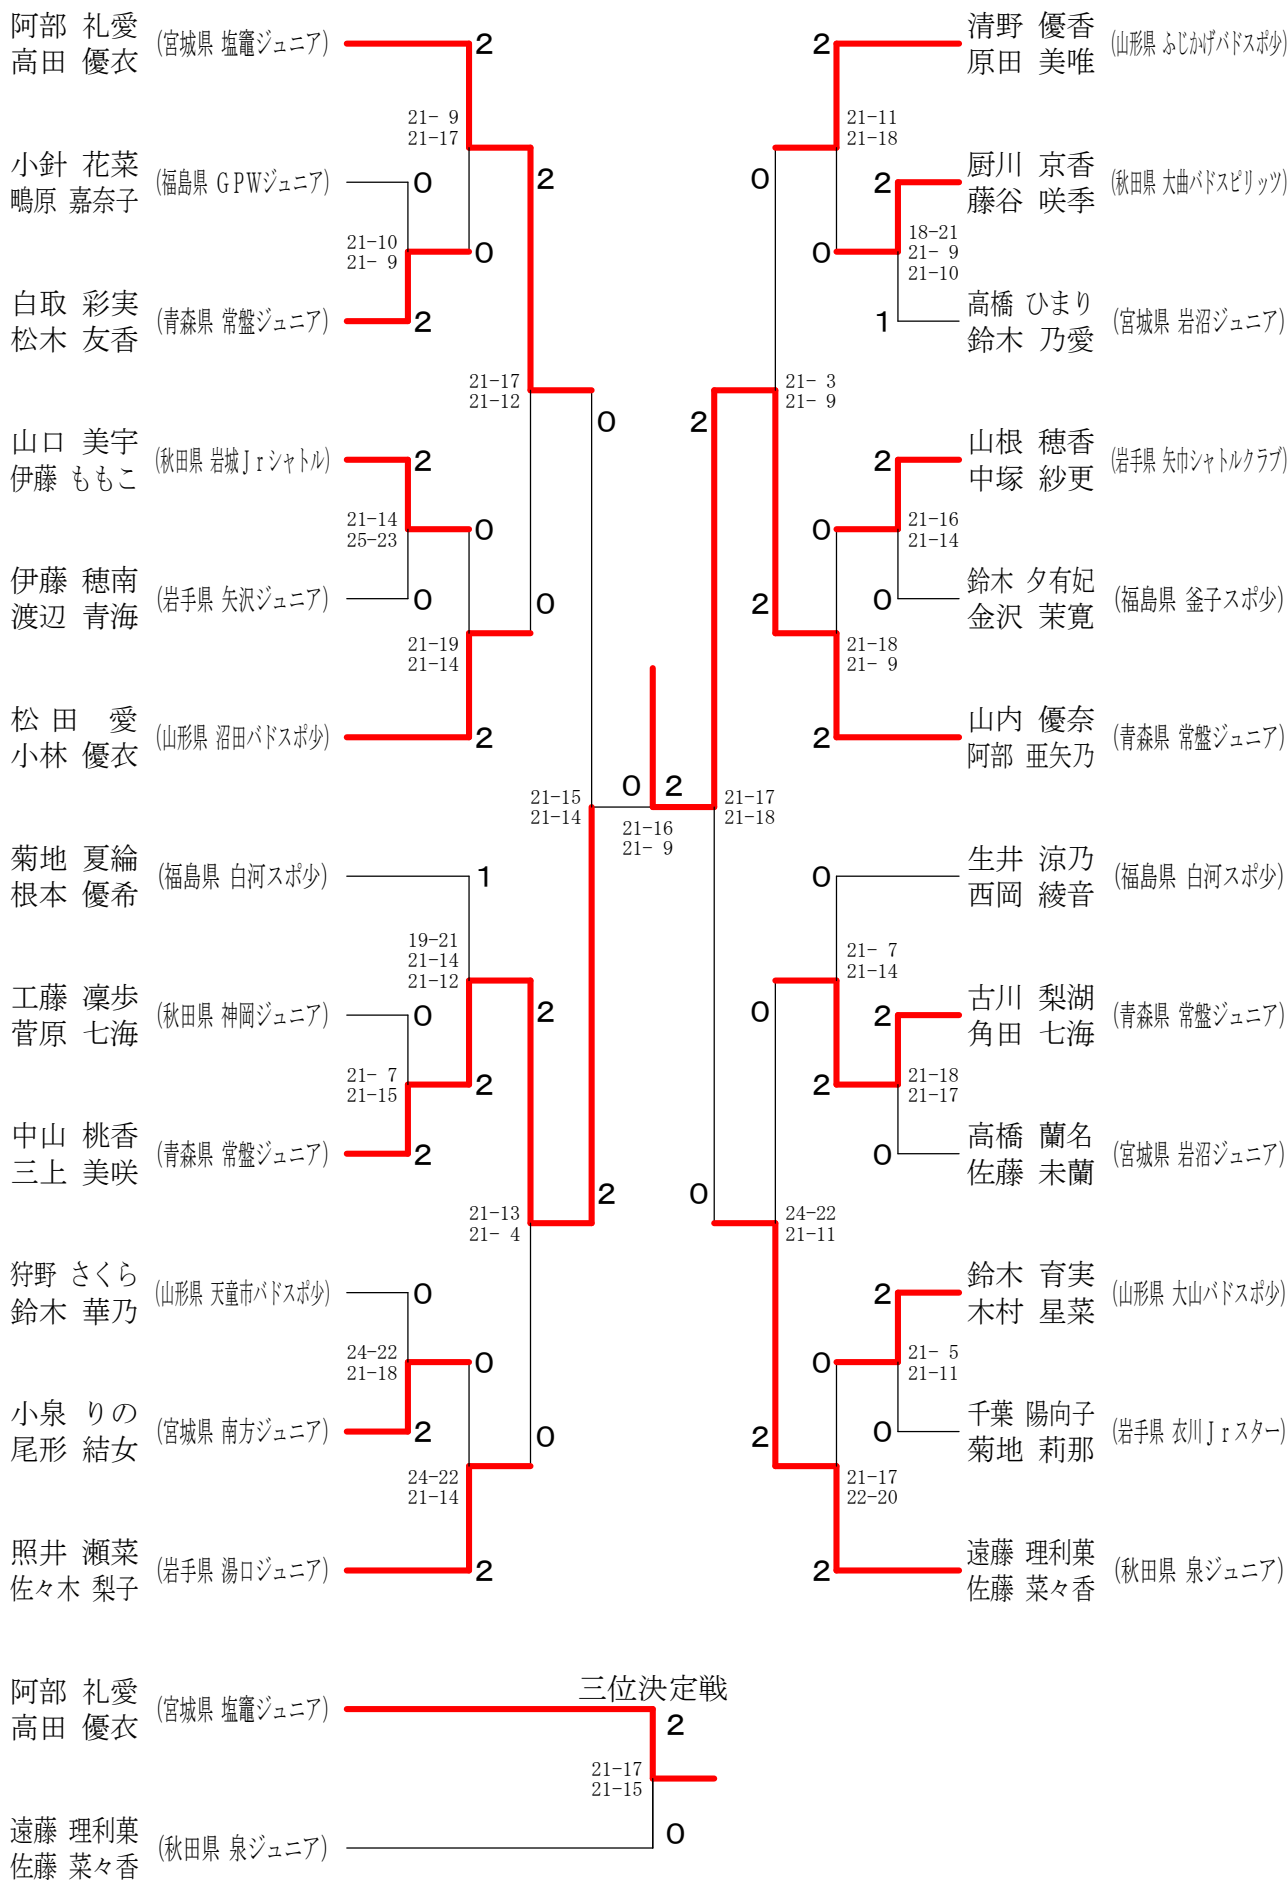 阿部 礼愛
高田 優衣
(宮城県 塩竈ジュニア)
2
21- 9
21-17
小針 花菜
鴫原 嘉奈子
(福島県 GPWジュニア)
0
2
21-10
21- 9
0
白取 彩実
松木 友香
(青森県 常盤ジュニア)
2
21-17
21-12
0
山口 美宇
伊藤 ももこ
(秋田県 岩城Jrシャトル)
2
21-14
25-23
0
伊藤 穂南
渡辺 青海
(岩手県 矢沢ジュニア)
0
0
21-19
21-14
松田 愛
小林 優衣
(山形県 沼田バドスポ少)
2
21-15
21-14
0
2
21-16
21- 9
菊地 夏綸
根本 優希
(福島県 白河スポ少)
1
19-21
21-14
21-12
工藤 凜歩
菅原 七海
(秋田県 神岡ジュニア)
0
2
21- 7
21-15
2
中山 桃香
三上 美咲
(青森県 常盤ジュニア)
2
2
21-13
21- 4
狩野 さくら
鈴木 華乃
(山形県 天童市バドスポ少)
0
24-22
21-18
0
小泉 りの
尾形 結女
(宮城県 南方ジュニア)
2
0
24-22
21-14
照井 瀬菜
佐々木 梨子
(岩手県 湯口ジュニア)
2
2
清野 優香
原田 美唯
(山形県 ふじかげバドスポ少)
21-11
21-18
0
2
厨川 京香
藤谷 咲季
(秋田県 大曲バドスピリッツ)
0
18-21
21- 9
21-10
1
高橋 ひまり
鈴木 乃愛
(宮城県 岩沼ジュニア)
21- 3
21- 9
2
2
山根 穂香
中塚 紗更
(岩手県 矢巾シャトルクラブ)
0
21-16
21-14
2
0
鈴木 夕有妃
金沢 茉寛
(福島県 釜子スポ少)
21-18
21- 9
2
山内 優奈
阿部 亜矢乃
(青森県 常盤ジュニア)
21-17
21-18
0
生井 涼乃
西岡 綾音
(福島県 白河スポ少)
21- 7
21-14
0
2
古川 梨湖
角田 七海
(青森県 常盤ジュニア)
2
21-18
21-17
0
高橋 蘭名
佐藤 未蘭
(宮城県 岩沼ジュニア)
0
24-22
21-11
2
鈴木 育実
木村 星菜
(山形県 大山バドスポ少)
0
21- 5
21-11
2
0
千葉 陽向子
菊地 莉那
(岩手県 衣川Jrスター)
21-17
22-20
2
遠藤 理利菓
佐藤 菜々香
(秋田県 泉ジュニア)
三位決定戦
阿部 礼愛
高田 優衣
(宮城県 塩竈ジュニア)
2
21-17
21-15
遠藤 理利菓
佐藤 菜々香
(秋田県 泉ジュニア)
0